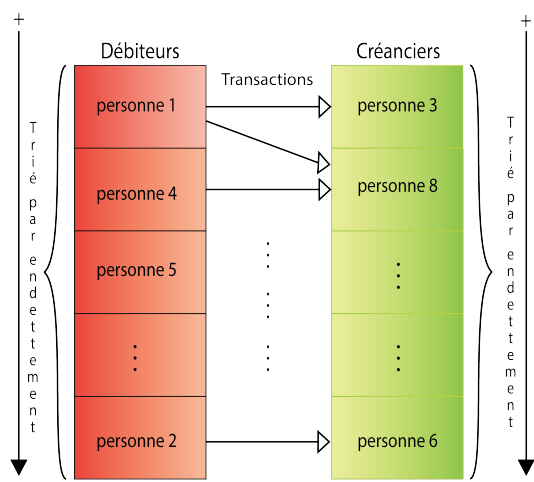 +
+
Débiteurs
Créanciers
Transactions
personne 1
personne 3
personne 4
personne 8
personne 5
personne 2
personne 6
Trié par endettement
Trié par endettement